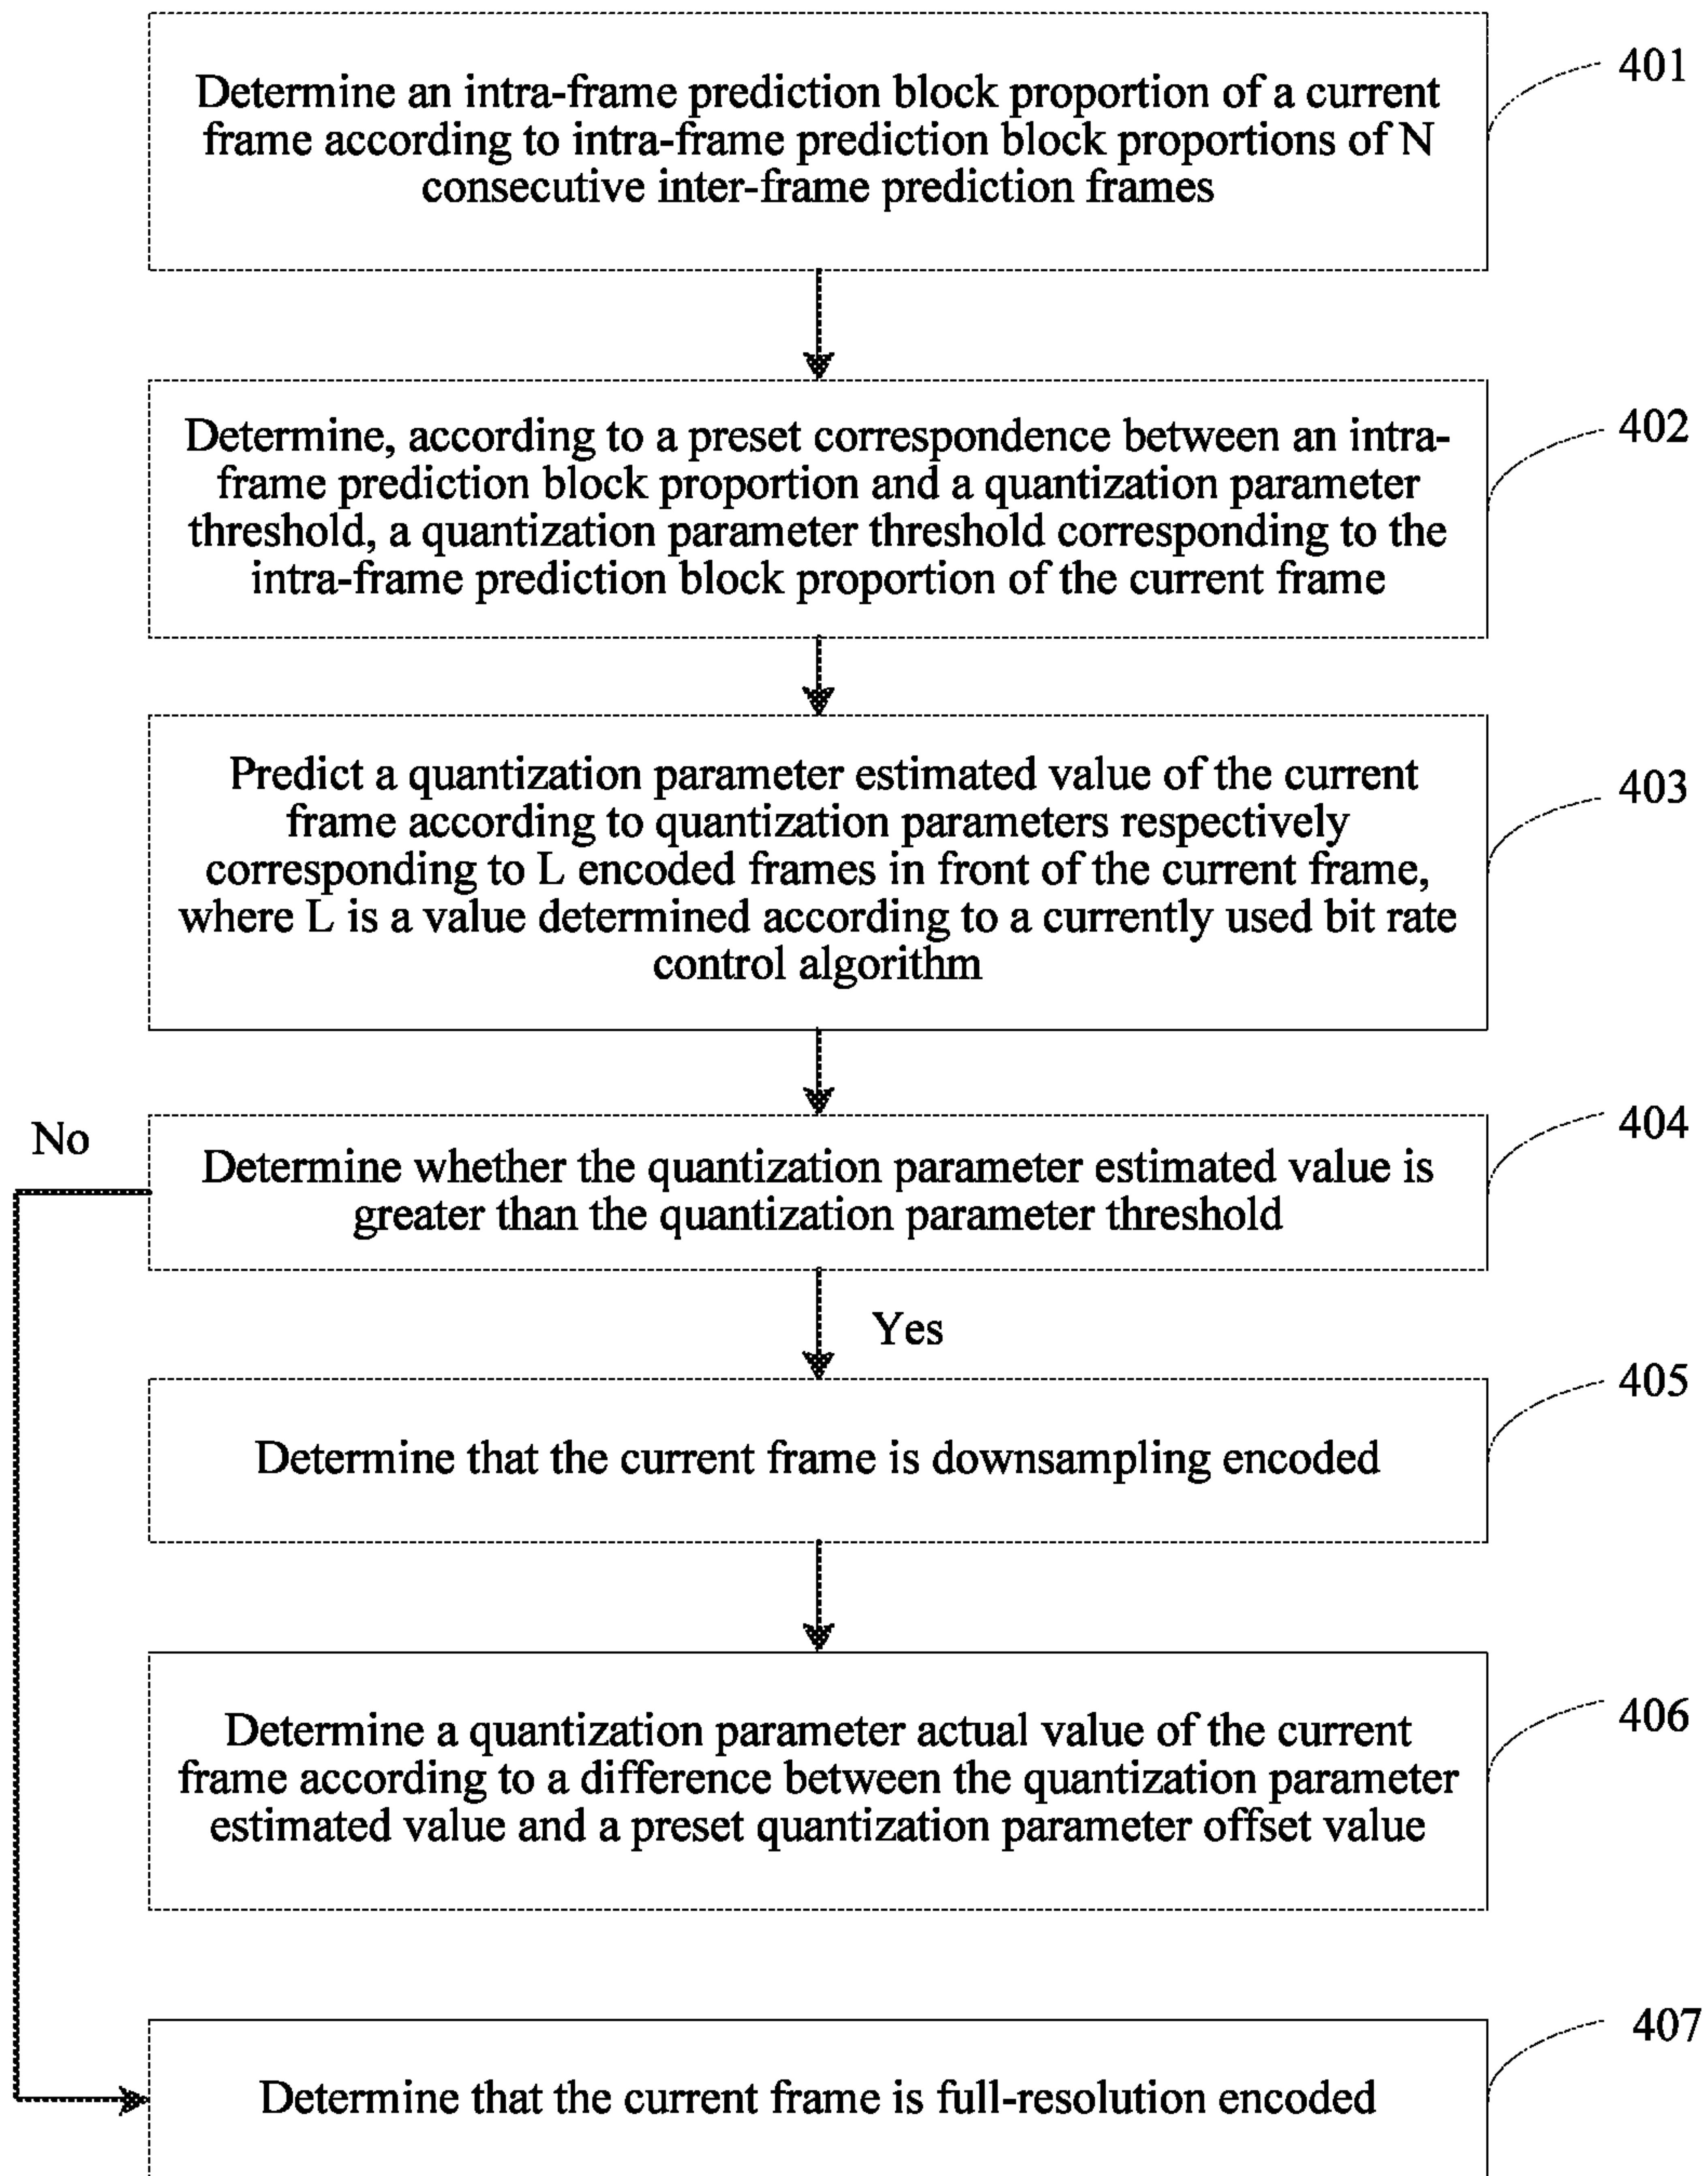 Determine an intra-frame prediction block proportion of a current
frame according to intra-frame prediction block proportions of N
consecutive inter-frame prediction frames
401
Determine, according to a preset correspondence between an intra-
frame prediction block proportion and a quantization parameter
threshold, a quantization parameter threshold corresponding to the
intra-frame prediction block proportion of the current frame
402
Predict a quantization parameter estimated value of the current
frame according to quantization parameters respectively
corresponding to L encoded frames in front of the current frame,
where L is a value determined according to a currently used bit rate
control algorithm
403
No
Determine whether the quantization parameter estimated value is
greater than the quantization parameter threshold
404
Yes
Determine that the current frame is downsampling encoded
405
Determine a quantization parameter actual value of the current
frame according to a difference between the quantization parameter
estimated value and a preset quantization parameter offset value
406
Determine that the current frame is full-resolution encoded
407